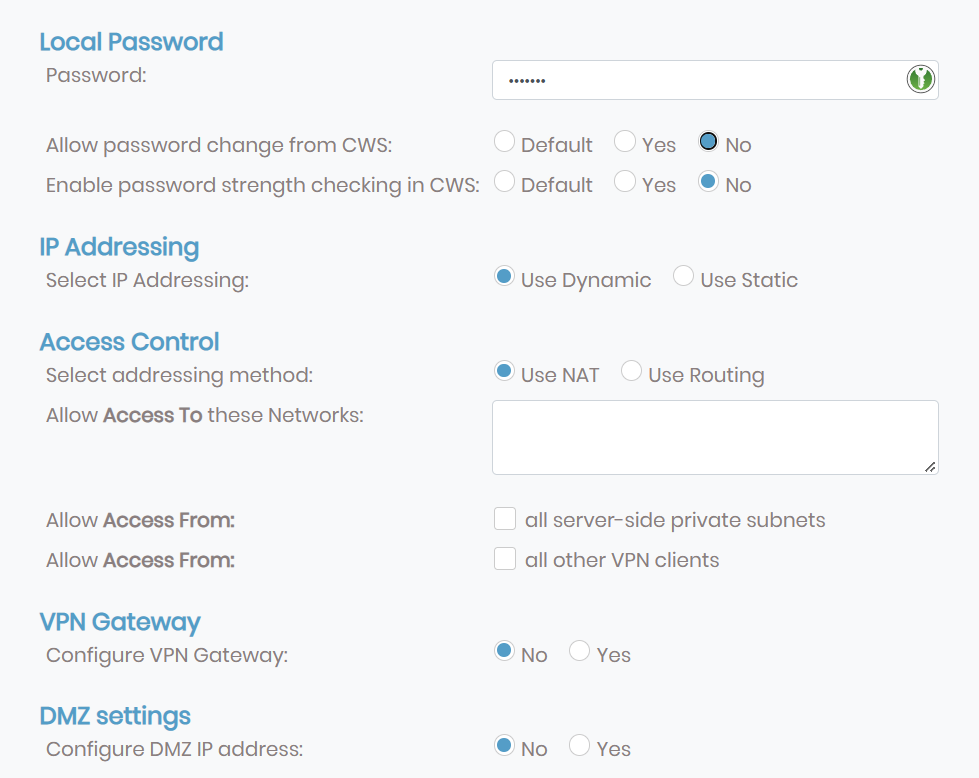 Local Password
Password:
•••••••
Allow password change from CWS: Default Yes No
Enable password strength checking in CWS: Default Yes No
IP Addressing
Select IP Addressing: Use Dynamic Use Static
Access Control
Select addressing method: Use NAT Use Routing
Allow Access To these Networks:
Allow Access From: all server-side private subnets
Allow Access From: all other VPN clients
VPN Gateway
Configure VPN Gateway: No Yes
DMZ settings
Configure DMZ IP address: No Yes